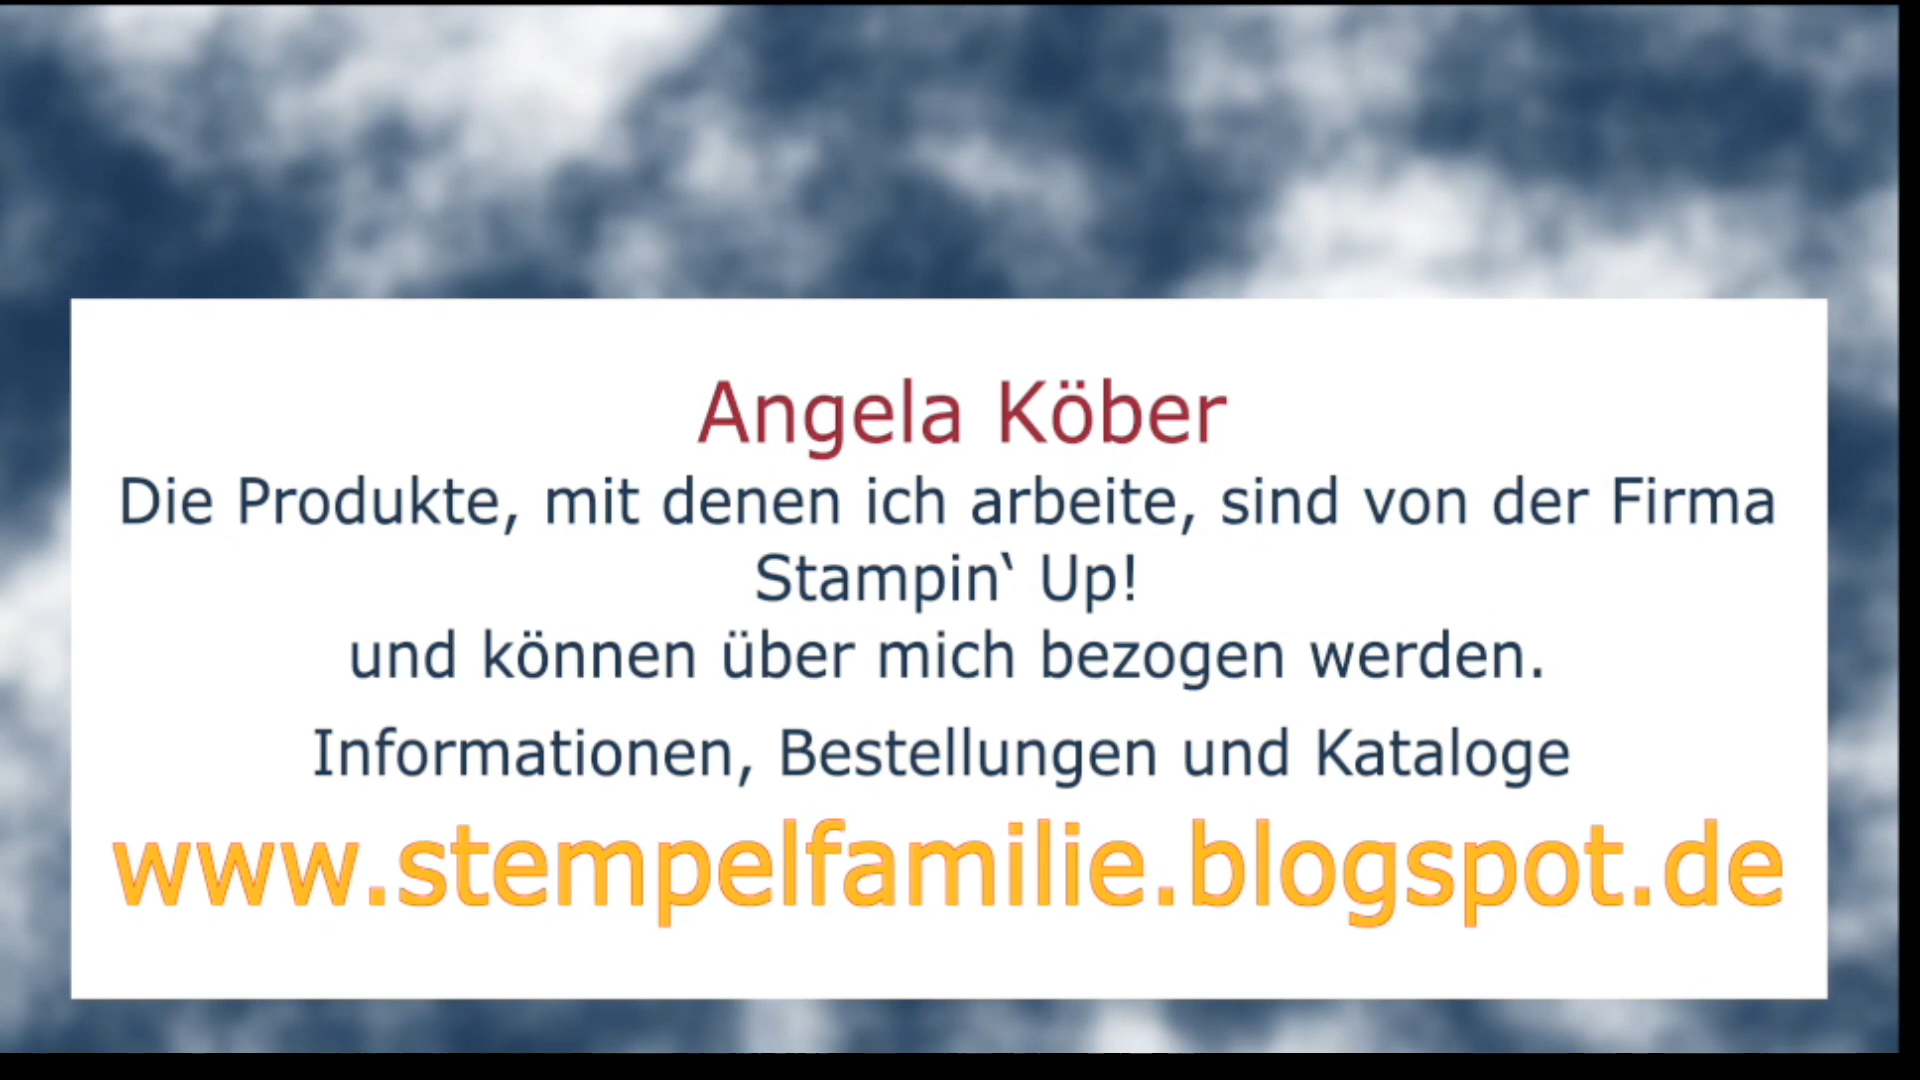 Angela Köber
Die Produkte, mit denen ich arbeite, sind von der Firma
Stampin‘ Up!
und können über mich bezogen werden.
Informationen, Bestellungen und Kataloge
www.stempelfamilie.blogspot.de